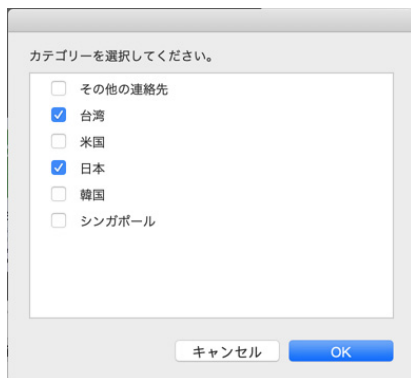 カテゴリーを選択してください。
その他の連絡先
台湾
米国
日本
韓国
シンガポール
キャンセル
OK